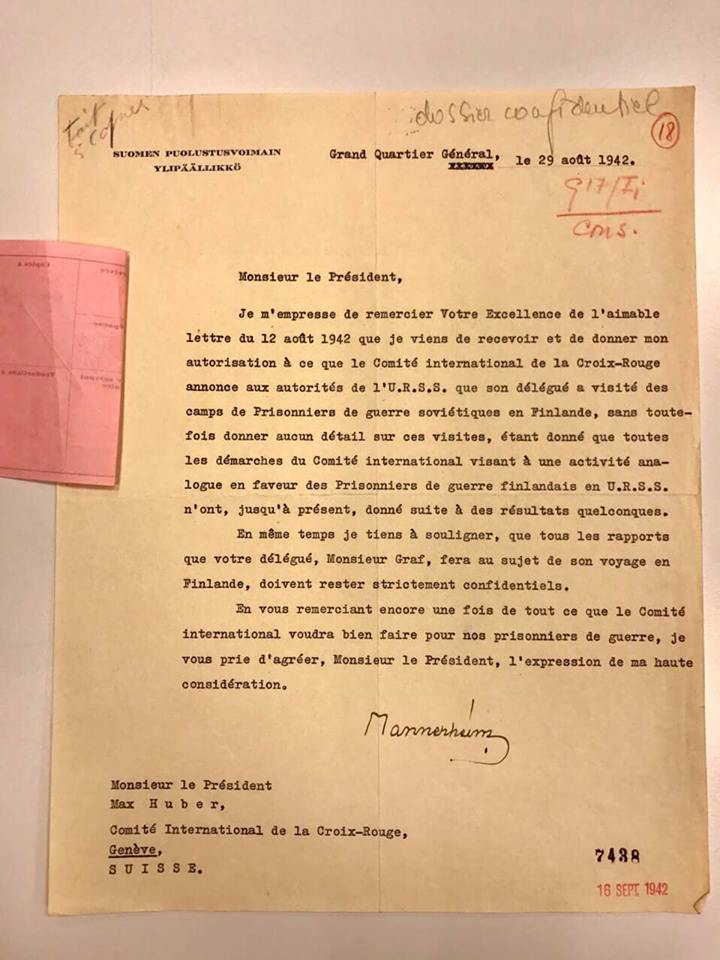 dossier confidentiel
18
SUOMEN PUOLUSTUSVOIMAIN
YLIPÄÄLLIKKÖ
Grand Quartier Général, le 29 août 1942.
G 17/Fi
Cons.
Monsieur le Président,
Je m'empresse de remercier Votre Excellence de l'aimable
lettre du 12 août 1942 que je viens de recevoir et de donner mon
autorisation à ce que le Comité international de la Croix-Rouge
annonce aux autorités de l'U.R.S.S. que son délégué a visité des
camps de Prisonniers de guerre soviétiques en Finlande, sans toute-
fois donner aucun détail sur ces visites, étant donné que toutes
les démarches du Comité international visant à une activité ana-
logue en faveur des Prisonniers de guerre finlandais en U.R.S.S.
n'ont, jusqu'à présent, donné suite à des résultats quelconques.
En même temps je tiens à souligner, que tous les rapports
que votre délégué, Monsieur Graf, fera au sujet de son voyage en
Finlande, doivent rester strictement confidentiels.
En vous remerciant encore une fois de tout ce que le Comité
international voudra bien faire pour nos prisonniers de guerre, je
vous prie d'agréer, Monsieur le Président, l'expression de ma haute
considération.
Mannerheim
Monsieur le Président
Max H u b e r,
Comité International de la Croix-Rouge,
Genève,
S U I S S E.
7438
16 SEPT. 1942